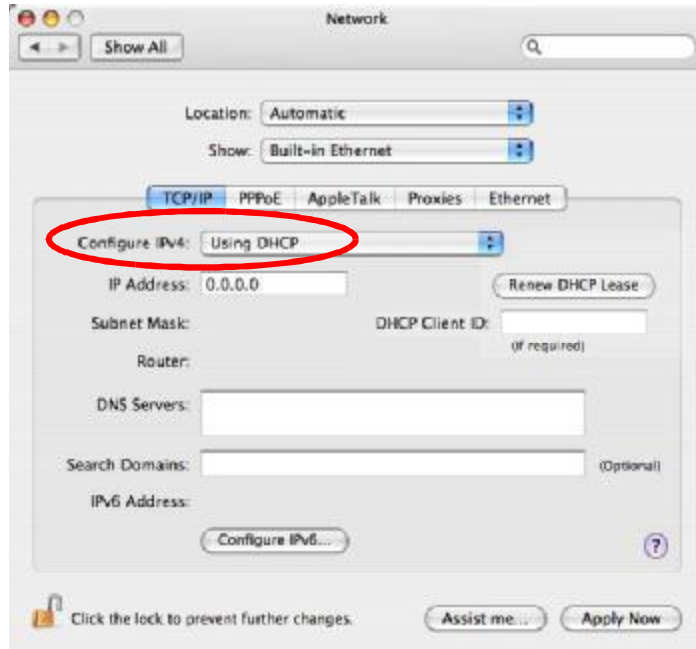 Network
Show All
Location: Automatic
Show: Built-in Ethernet
TCP/IP PPPoE AppleTalk Proxies Ethernet
Configure IPv4: Using DHCP
IP Address: 0.0.0.0 Renew DHCP Lease
Subnet Mask: DHCP Client ID:
(If required)
Router:
DNS Servers:
Search Domains: (Optional)
IPv6 Address:
Configure IPv6... ?
Click the lock to prevent further changes. Assist me... Apply Now